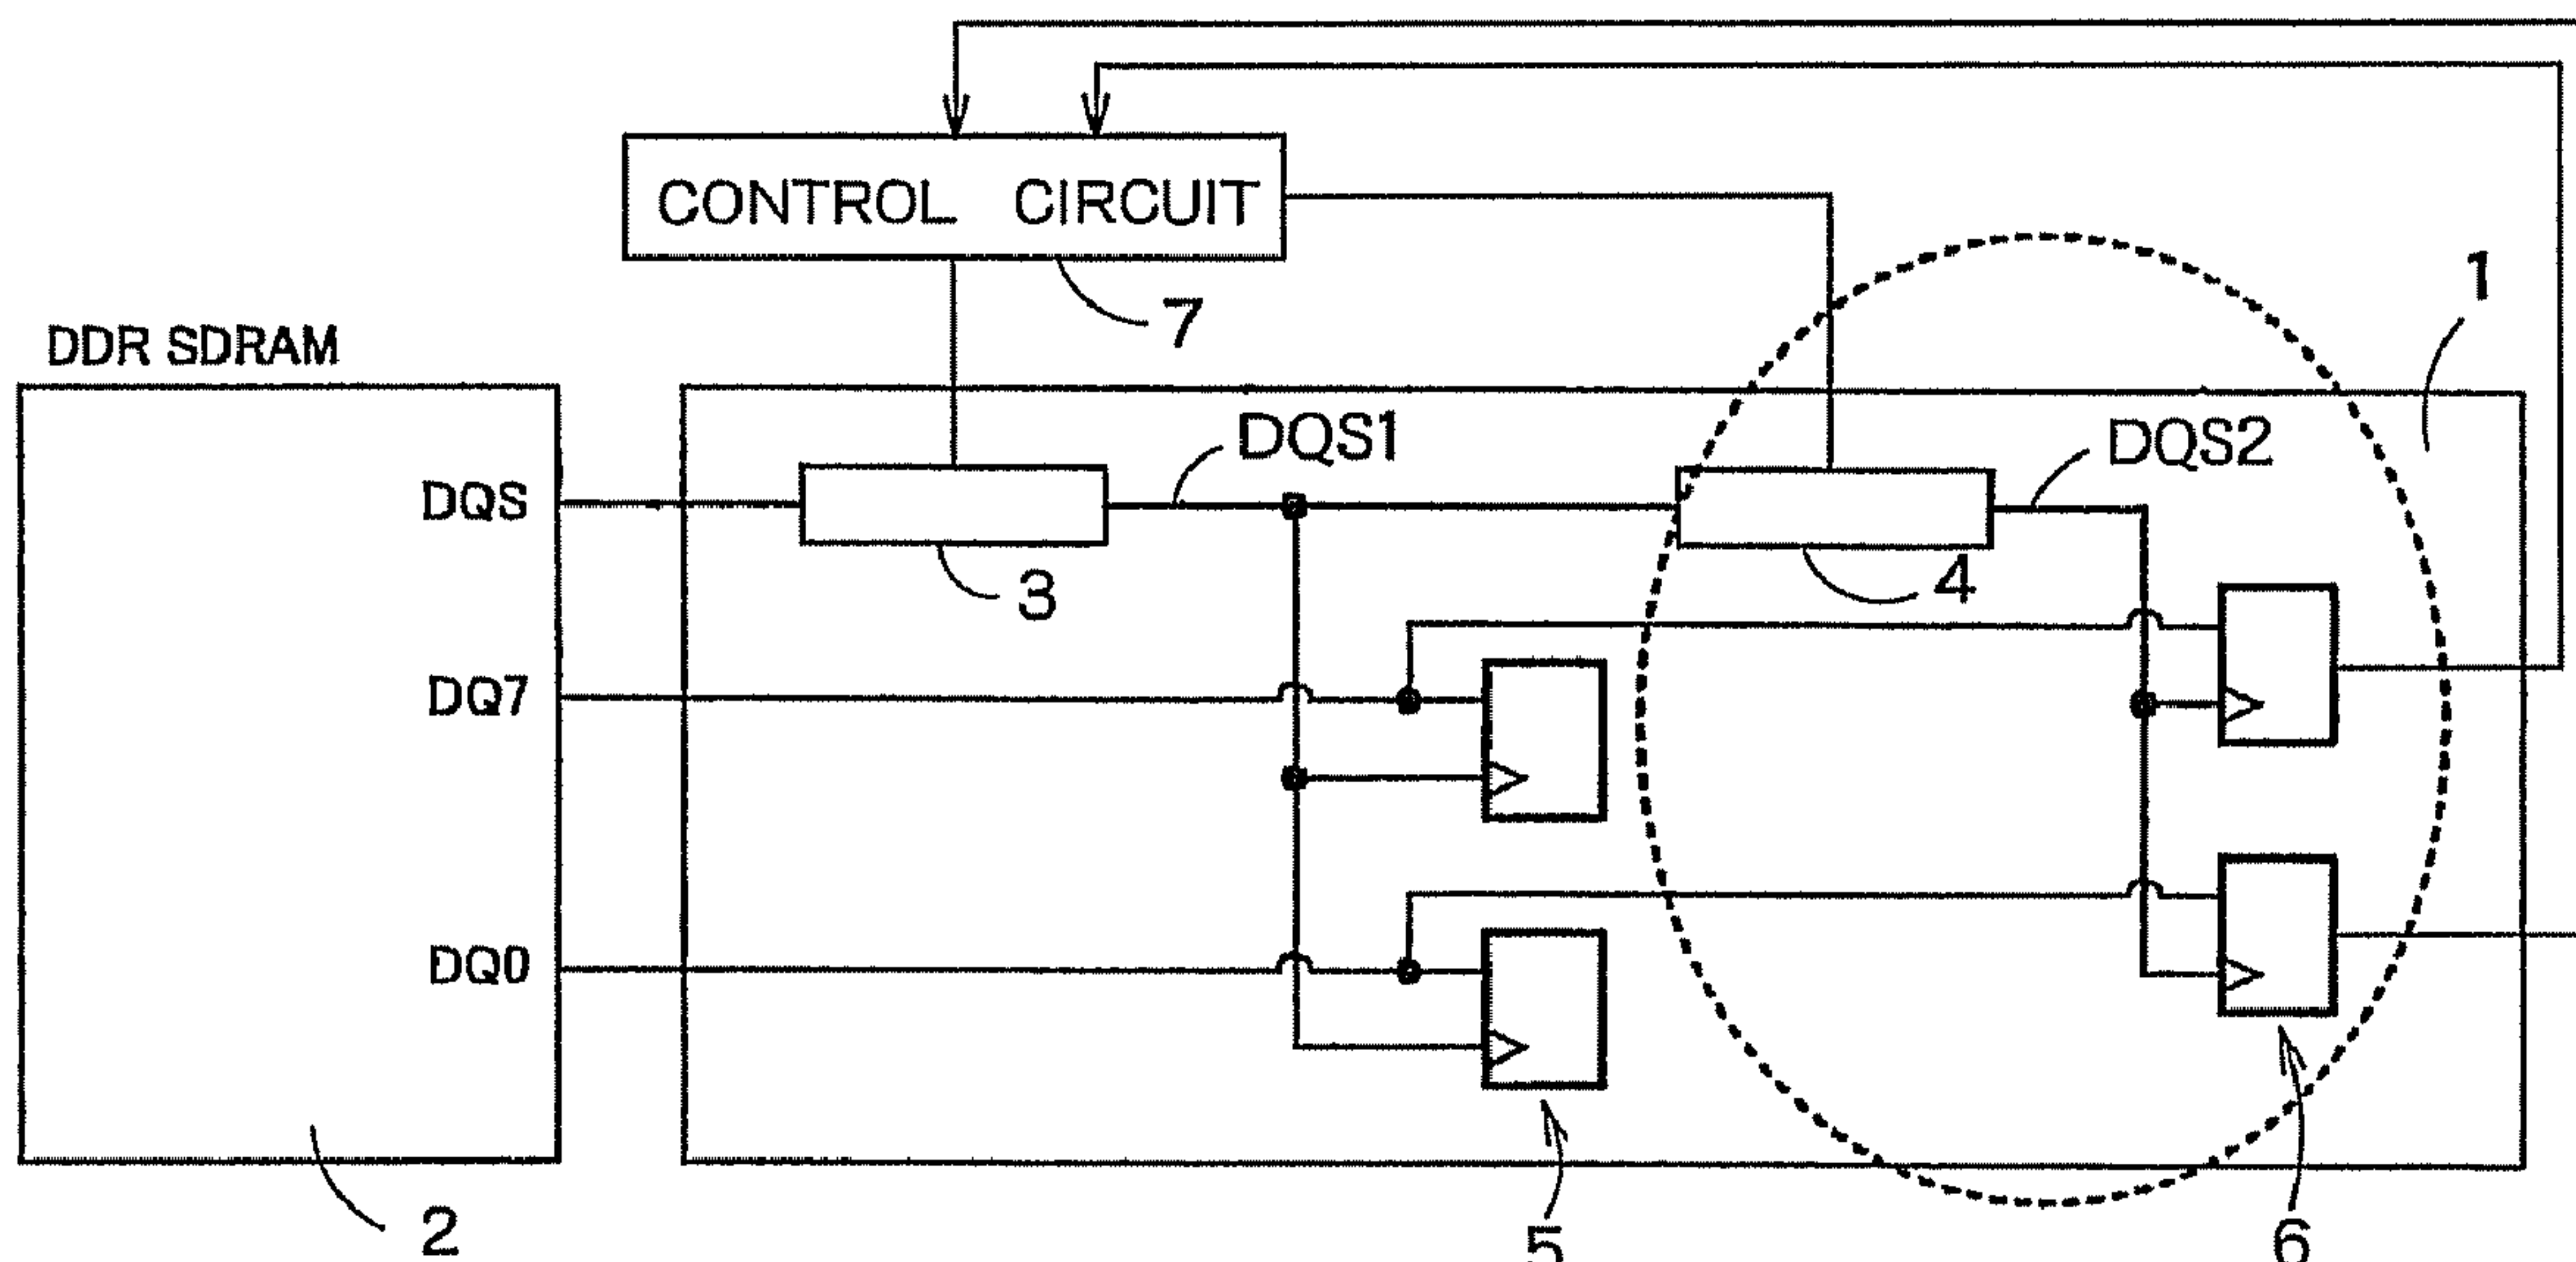 CONTROL CIRCUIT
7
1
DDR SDRAM
DQS
DQS1
DQS2
3
4
DQ7
DQ0
2
5
6